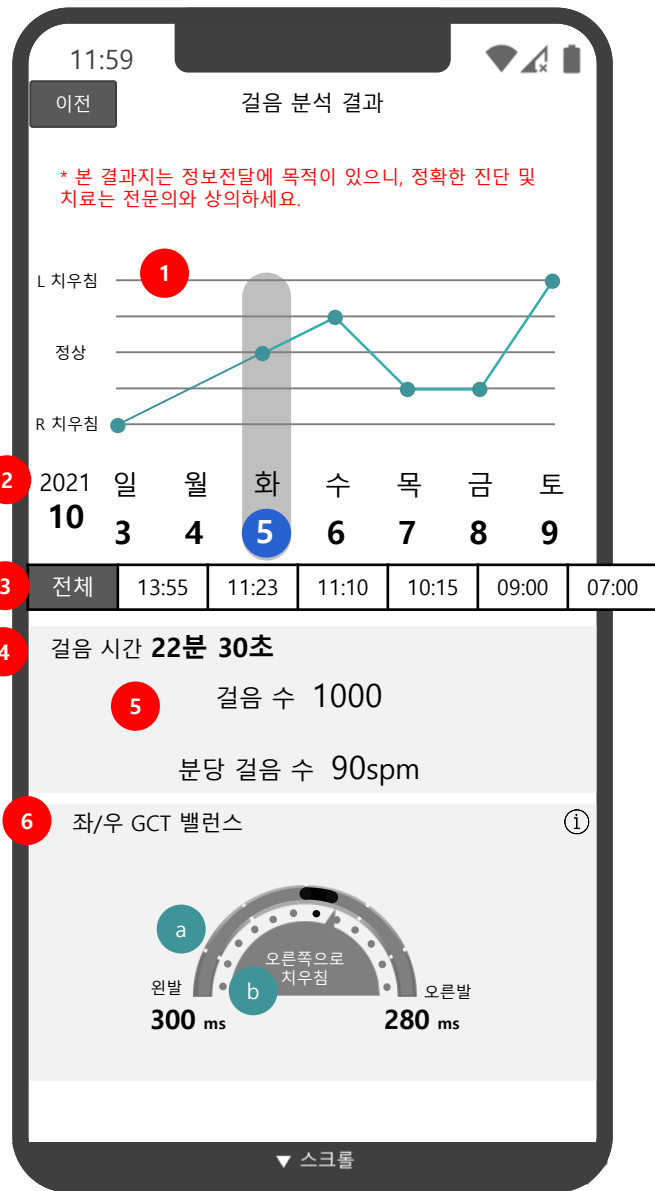 11:59
이전
걸음 분석 결과
* 본 결과지는 정보전달에 목적이 있으니, 정확한 진단 및
치료는 전문의와 상의하세요.
1
L 치우침
정상
R 치우침
2
2021 일 월 화 수 목 금 토
10 3 4 5 6 7 8 9
3
전체 13:55 11:23 11:10 10:15 09:00 07:00
4
걸음 시간 22분 30초
5
걸음 수 1000
분당 걸음 수 90spm
6
좌/우 GCT 밸런스
i
a
오른쪽으로
치우침
b
왼발 오른발
300 ms 280 ms
▼ 스크롤